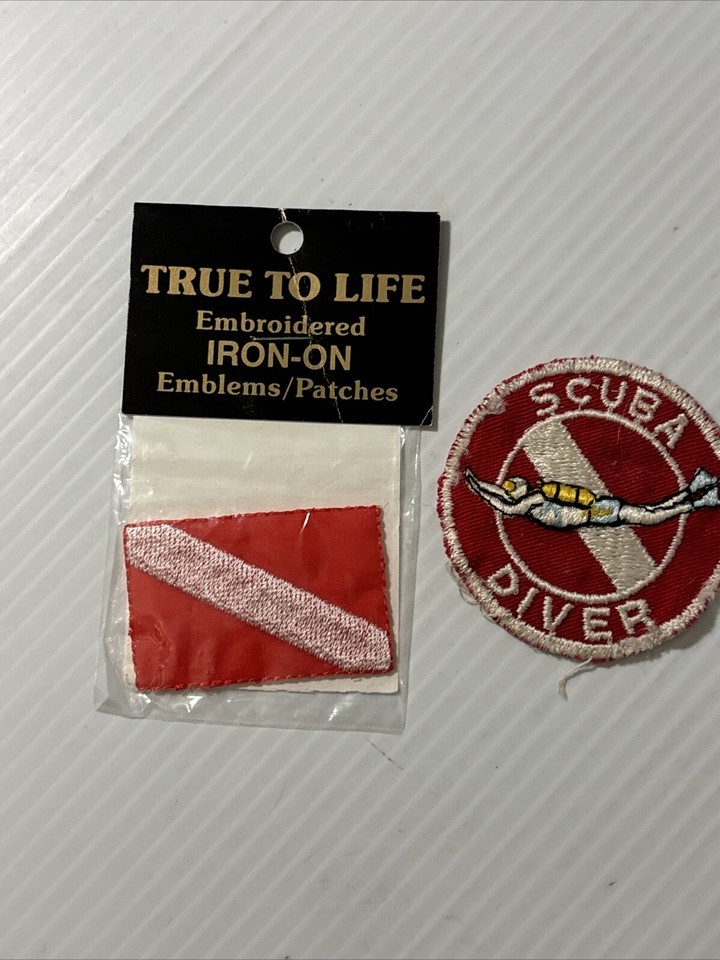 TRUE TO LIFE
Embroidered
IRON-ON
Emblems/Patches
SCUBA
DIVER